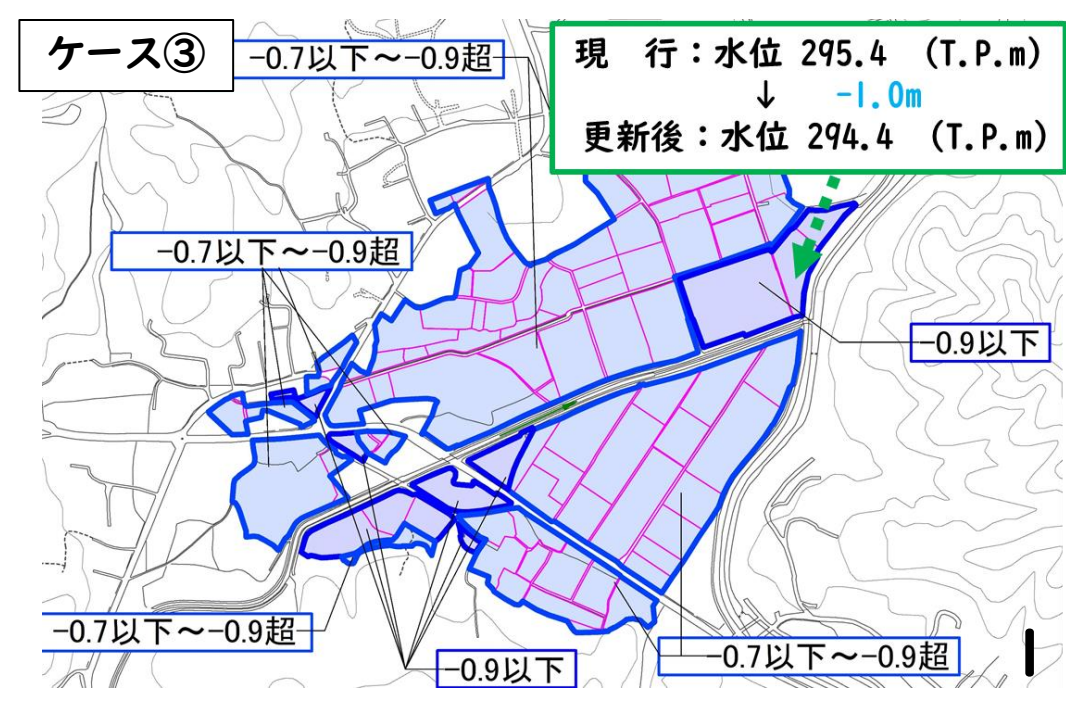 ケース③
-0.7以下～-0.9超
現　行：水位 295.4 （T.P.m）
↓ -1.0m
更新後：水位 294.4 （T.P.m）
-0.7以下～-0.9超
-0.9以下
-0.7以下～-0.9超
-0.9以下
-0.7以下～-0.9超